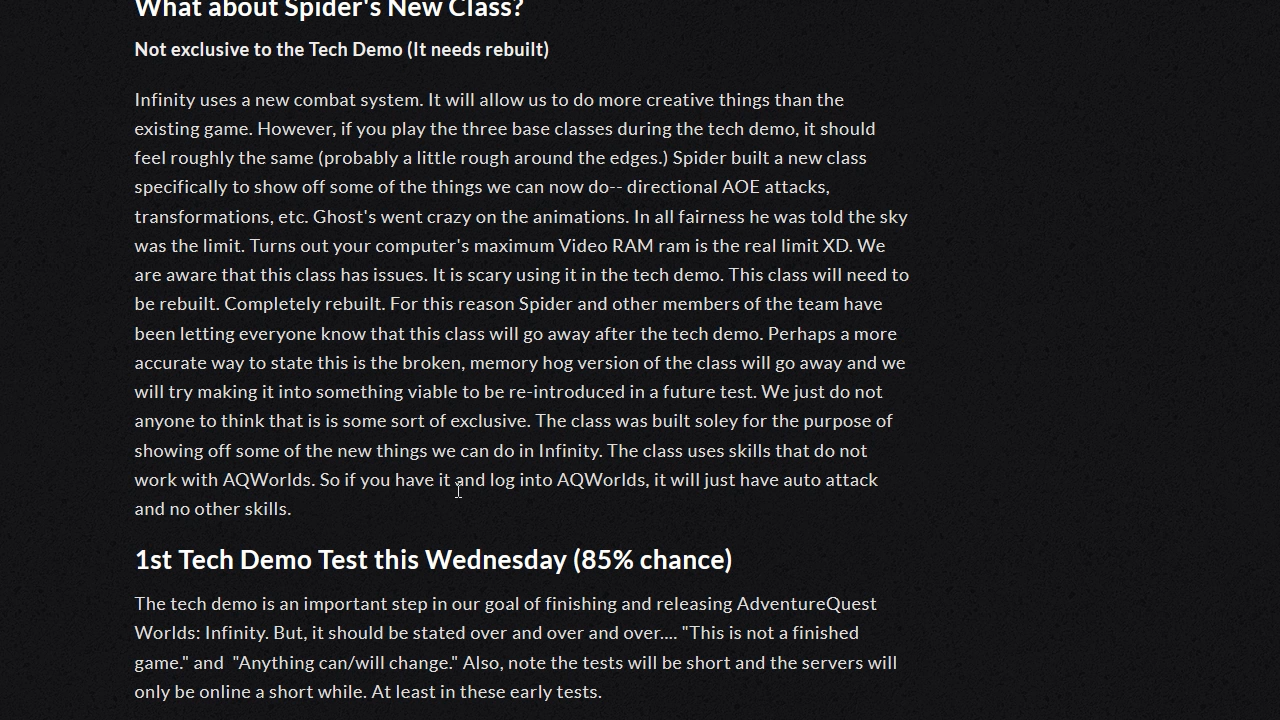 What about Spider's New Class?
Not exclusive to the Tech Demo (It needs rebuilt)
Infinity uses a new combat system. It will allow us to do more creative things than the
existing game. However, if you play the three base classes during the tech demo, it should
feel roughly the same (probably a little rough around the edges.) Spider built a new class
specifically to show off some of the things we can now do-- directional AOE attacks,
transformations, etc. Ghost's went crazy on the animations. In all fairness he was told the sky
was the limit. Turns out your computer's maximum Video RAM ram is the real limit XD. We
are aware that this class has issues. It is scary using it in the tech demo. This class will need to
be rebuilt. Completely rebuilt. For this reason Spider and other members of the team have
been letting everyone know that this class will go away after the tech demo. Perhaps a more
accurate way to state this is the broken, memory hog version of the class will go away and we
will try making it into something viable to be re-introduced in a future test. We just do not
anyone to think that is is some sort of exclusive. The class was built soley for the purpose of
showing off some of the new things we can do in Infinity. The class uses skills that do not
work with AQWorlds. So if you have it and log into AQWorlds, it will just have auto attack
and no other skills.
1st Tech Demo Test this Wednesday (85% chance)
The tech demo is an important step in our goal of finishing and releasing AdventureQuest
Worlds: Infinity. But, it should be stated over and over and over.... "This is not a finished
game." and  "Anything can/will change." Also, note the tests will be short and the servers will
only be online a short while. At least in these early tests.